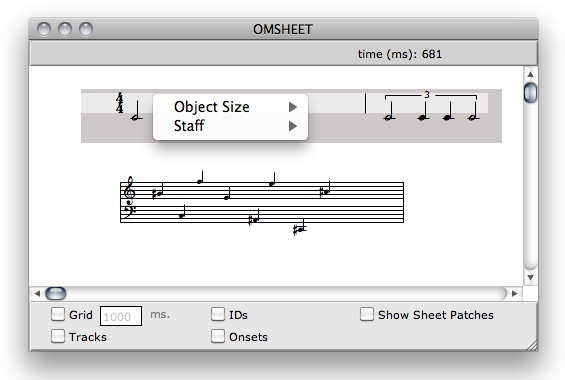 OMSHEET
time (ms): 681
4
4
3
Object Size
Staff
Grid 1000 ms. IDs Show Sheet Patches
Tracks Onsets